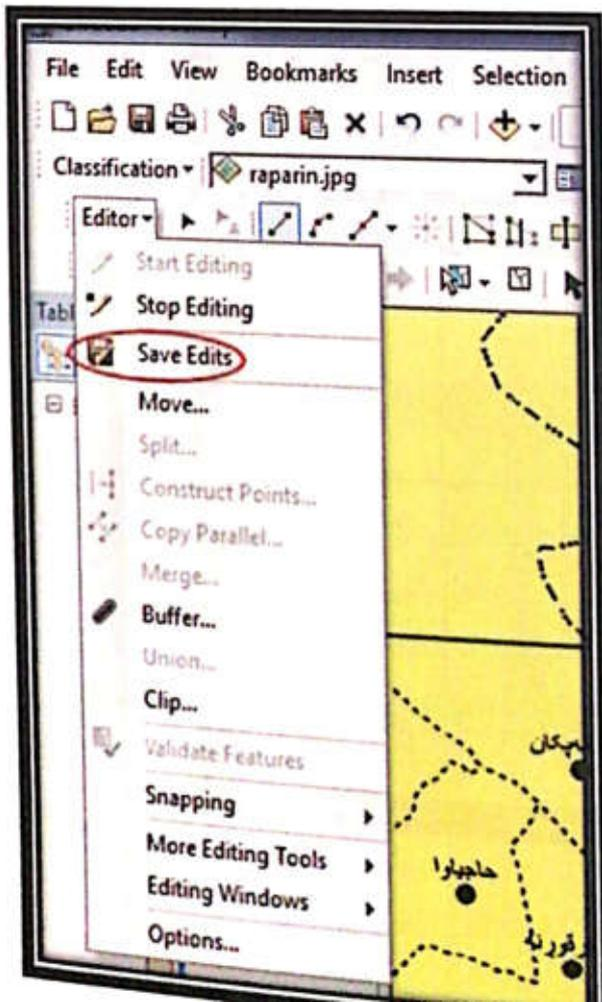 File Edit View Bookmarks Insert Selection
Classification raparin.jpg
Editor
Start Editing
Stop Editing
Save Edits
Move...
Split...
Construct Points...
Copy Parallel...
Merge...
Buffer...
Union...
Clip...
Validate Features
Snapping
More Editing Tools
Editing Windows
Options...
حاجیاوا